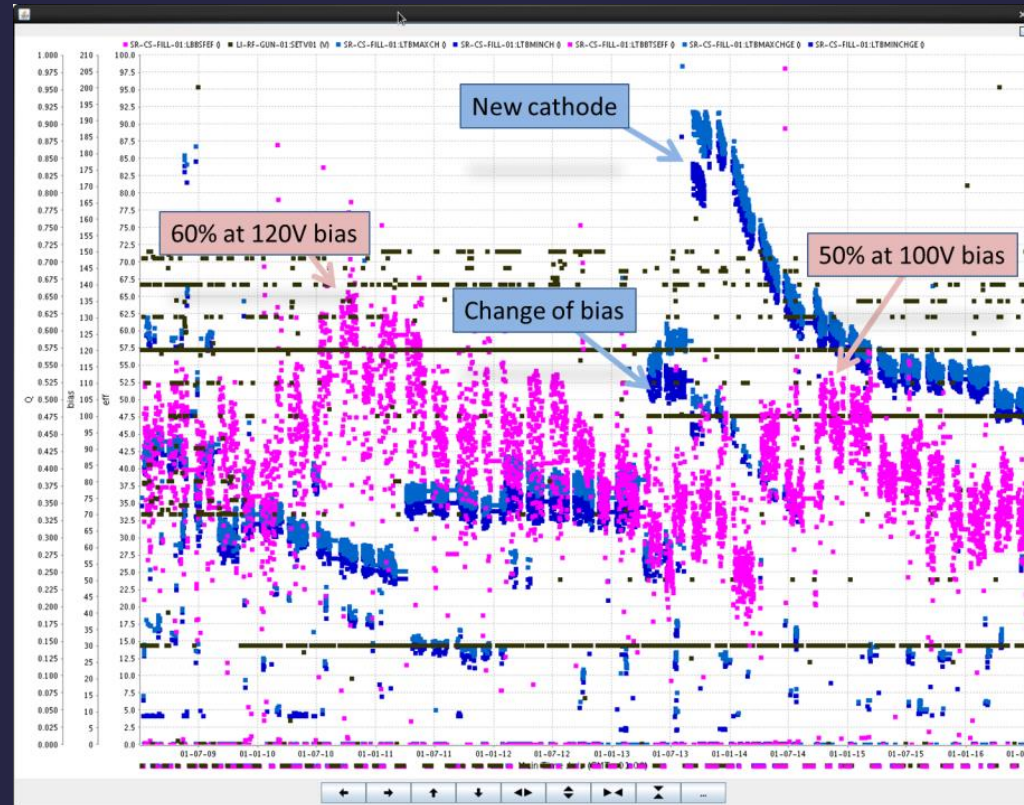 SR-CS-FILL-01:LBBSFEF () LI-RF-GUN-01:SETV01 (V) SR-CS-FILL-01:LTBMAXCH () SR-CS-FILL-01:LTBMINCH () SR-CS-FILL-01:LTBBTSEFF () SR-CS-FILL-01:LTBMAXCHGE () SR-CS-FILL-01:LTBMINCHGE ()
New cathode
60% at 120V bias
50% at 100V bias
Change of bias
1.000 210 100.0
0.975 205 97.5
0.950 200 95.0
0.925 195 92.5
0.900 190 90.0
0.875 185 87.5
0.850 180 85.0
0.825 175 82.5
0.800 170 80.0
0.775 165 77.5
0.750 160 75.0
0.725 155 72.5
0.700 150 70.0
0.675 145 67.5
0.650 140 65.0
0.625 135 62.5
0.600 130 60.0
0.575 125 57.5
0.550 120 55.0
0.525 115 52.5
0.500 110 50.0
0.475 105 47.5
0.450 100 45.0
0.425 95 42.5
0.400 90 40.0
0.375 85 37.5
0.350 80 35.0
0.325 75 32.5
0.300 70 30.0
0.275 65 27.5
0.250 60 25.0
0.225 55 22.5
0.200 50 20.0
0.175 45 17.5
0.150 40 15.0
0.125 35 12.5
0.100 30 10.0
0.075 25 7.5
0.050 20 5.0
0.025 15 2.5
0.000 10 0.0
5
0
Q bias eff
01-07-09 01-01-10 01-07-10 01-01-11 01-07-11 01-01-12 01-07-12 01-01-13 01-07-13 01-01-14 01-07-14 01-01-15 01-07-15 01-01-16
...